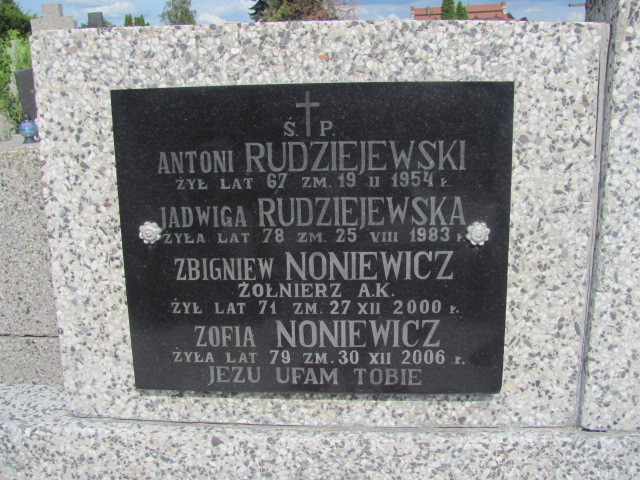 Ś. P.
ANTONI RUDZIEJEWSKI
ŻYŁ LAT 67 ZM. 19 II 1954 r.
JADWIGA RUDZIEJEWSKA
ŻYŁA LAT 78 ZM. 25 VIII 1983 r.
ZBIGNIEW NONIEWICZ
ŻOŁNIERZ A.K.
ŻYŁ LAT 71 ZM. 27 XII 2000 r.
ZOFIA NONIEWICZ
ŻYŁA LAT 79 ZM. 30 XII 2006 r.
JEZU UFAM TOBIE